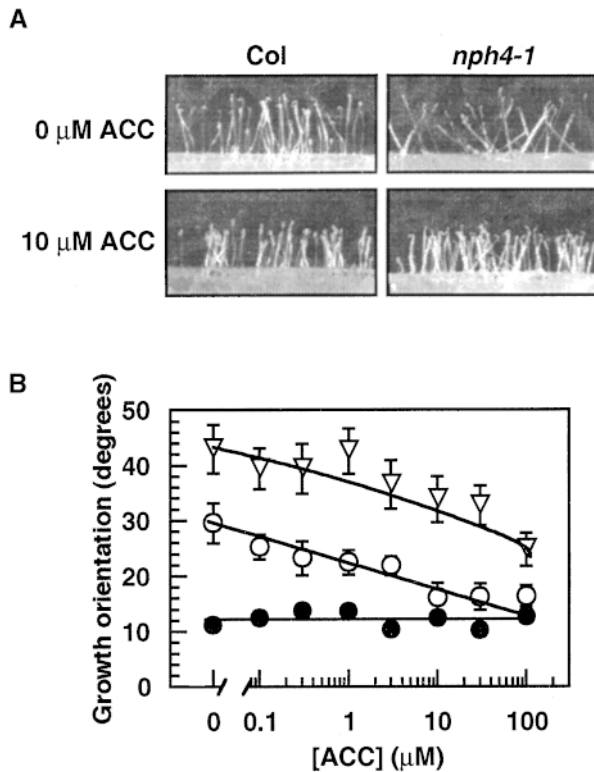 A
Col nph4-1
0 µM ACC
10 µM ACC
B
Growth orientation (degrees)
50
40
30
20
10
0
0 0.1 1 10 100
[ACC] (µM)